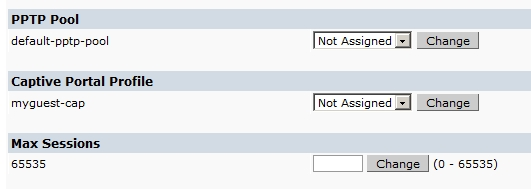 PPTP Pool
default-pptp-pool Not Assigned Change
Captive Portal Profile
myguest-cap Not Assigned Change
Max Sessions
65535 Change (0 - 65535)